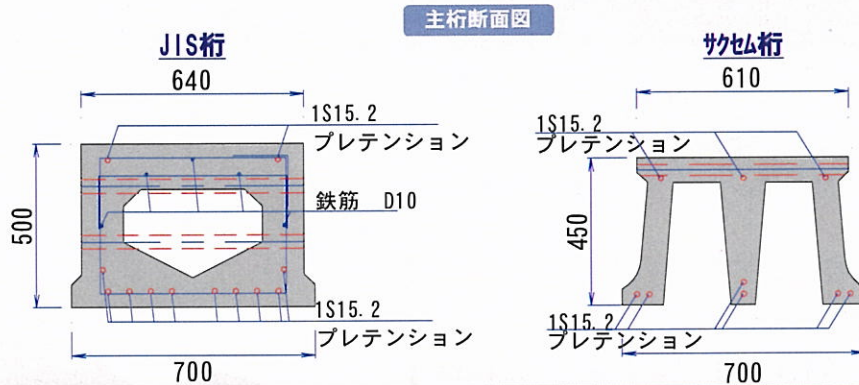 主桁断面図
JIS桁
640
1S15.2
プレテンション
500
鉄筋 D10
1S15.2
プレテンション
700
サクセム桁
610
1S15.2
プレテンション
450
1S15.2
プレテンション
700